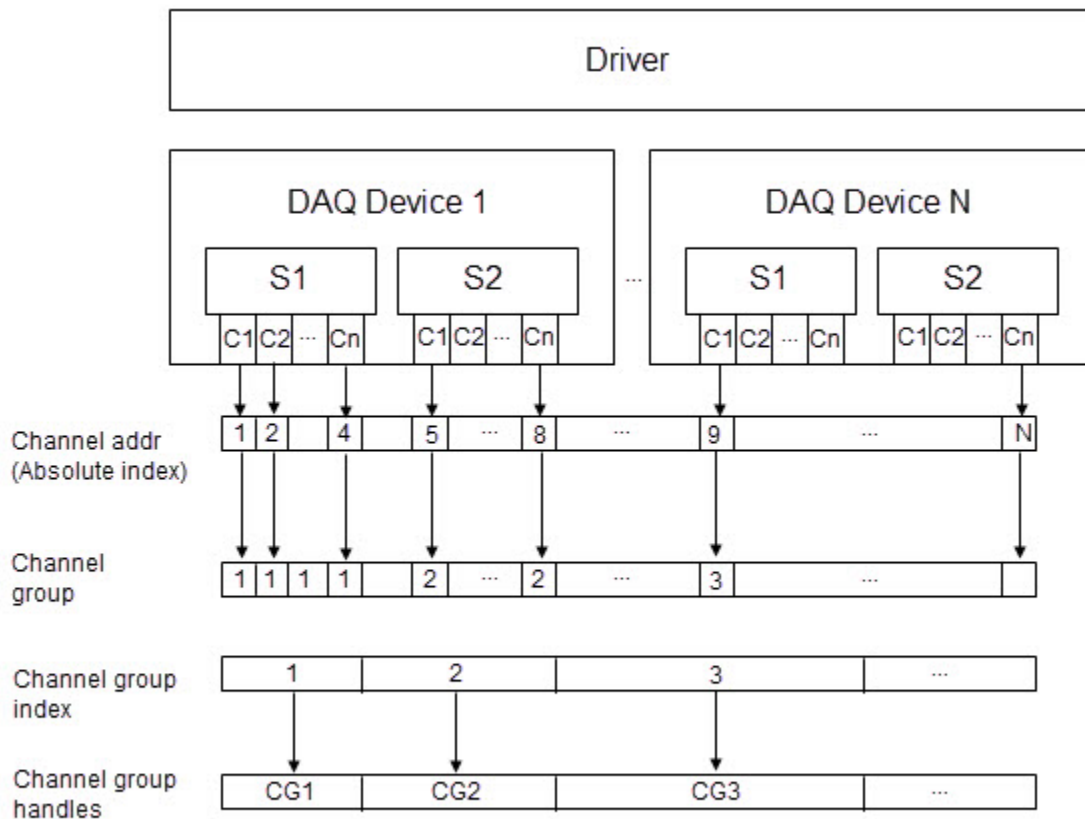 Driver
DAQ Device 1
DAQ Device N
S1 S2 ... S1 S2
C1 C2 ... Cn C1 C2 ... Cn C1 C2 ... Cn C1 C2 ... Cn
Channel addr
(Absolute index)
1 2 4 5 ... 8 ... 9 ... N
Channel
group
1 1 1 1 2 ... 2 ... 3 ...
Channel group
index
1 2 3 ...
Channel group
handles
CG1 CG2 CG3 ...